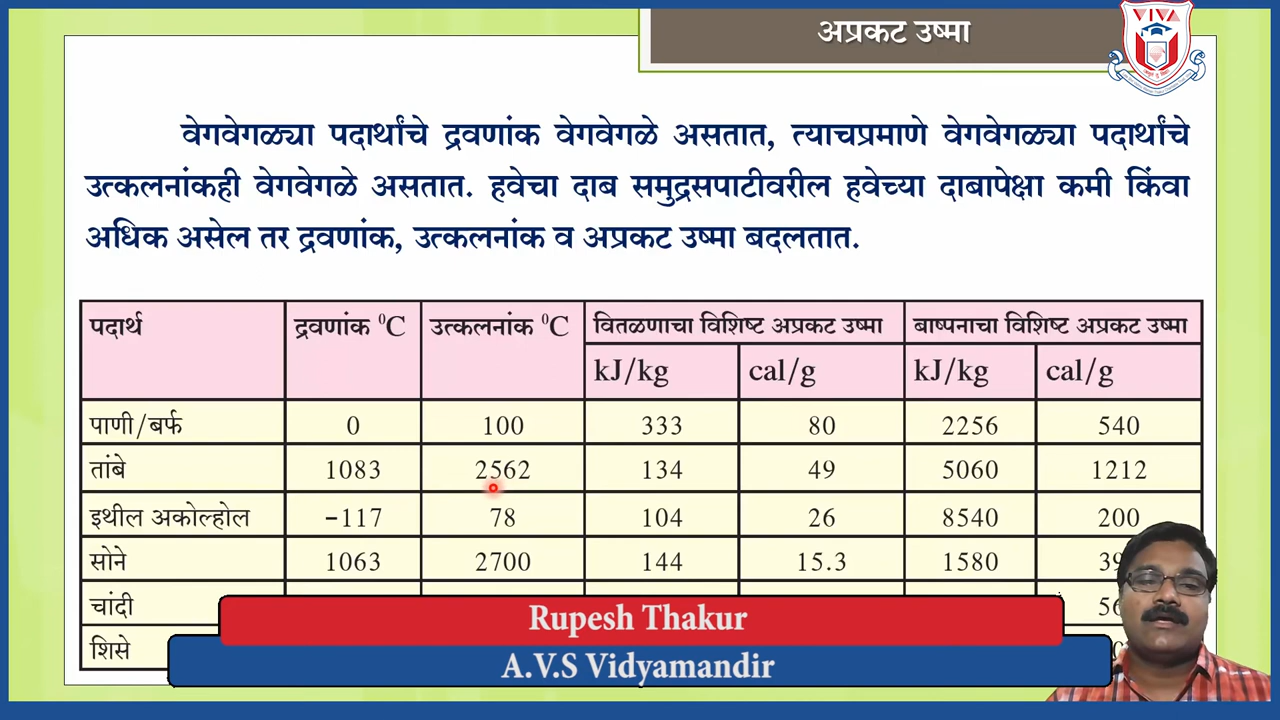 अप्रकट उष्मा
VIVA
वेगवेगळ्या पदार्थांचे द्रवणांक वेगवेगळे असतात, त्याचप्रमाणे वेगवेगळ्या पदार्थांचे
उत्कलनांकही वेगवेगळे असतात. हवेचा दाब समुद्रसपाटीवरील हवेच्या दाबापेक्षा कमी किंवा
अधिक असेल तर द्रवणांक, उत्कलनांक व अप्रकट उष्मा बदलतात.
पदार्थ द्रवणांक ⁰C उत्कलनांक ⁰C वितळणाचा विशिष्ट अप्रकट उष्मा बाष्पनाचा विशिष्ट अप्रकट उष्मा
kJ/kg cal/g kJ/kg cal/g
पाणी/बर्फ 0 100 333 80 2256 540
तांबे 1083 2562 134 49 5060 1212
इथील अकोल्होल -117 78 104 26 8540 200
सोने 1063 2700 144 15.3 1580
चांदी
शिसे
Rupesh Thakur
A.V.S Vidyamandir